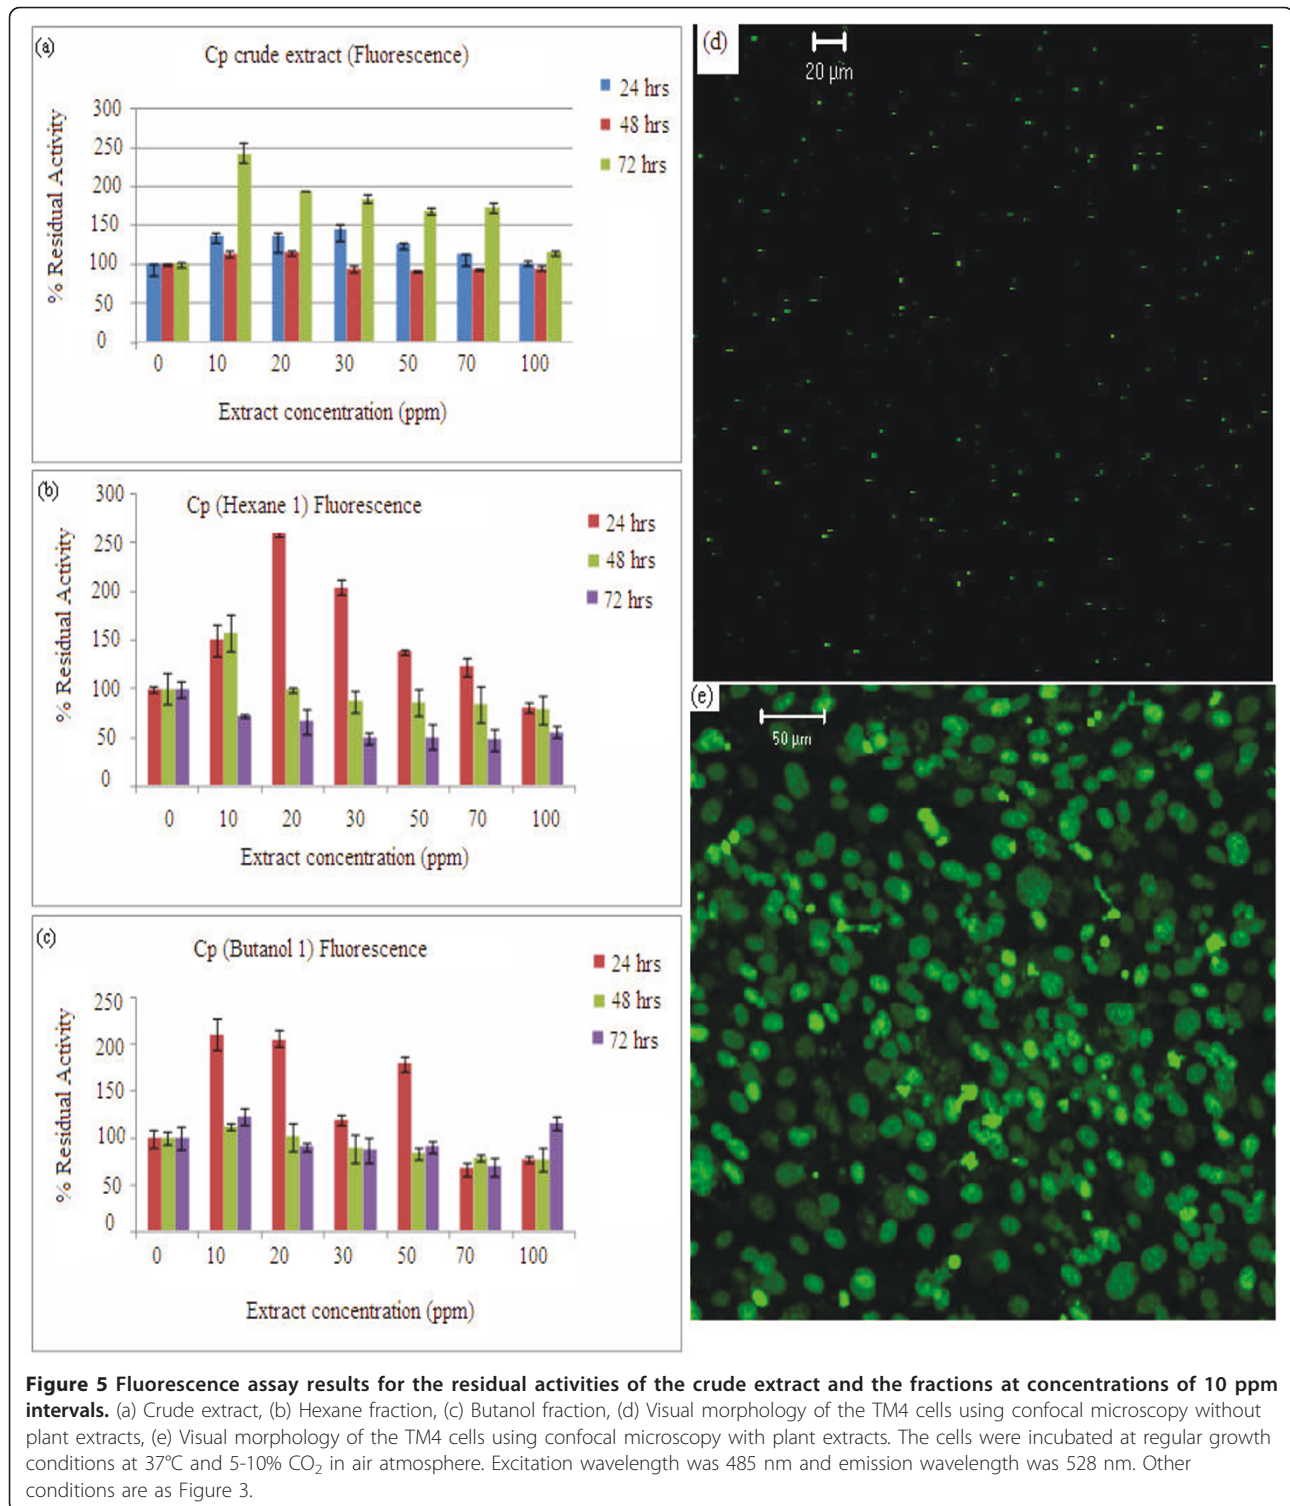 (a)
Cp crude extract (Fluorescence)
% Residual Activity
300
250
200
150
100
50
0
0 10 20 30 50 70 100
Extract concentration (ppm)
24 hrs
48 hrs
72 hrs
(b)
Cp (Hexane 1) Fluorescence
% Residual Activity
300
250
200
150
100
50
0
0 10 20 30 50 70 100
Extract concentration (ppm)
24 hrs
48 hrs
72 hrs
(c)
Cp (Butanol 1) Fluorescence
% Residual Activity
250
200
150
100
50
0
0 10 20 30 50 70 100
Extract concentration (ppm)
24 hrs
48 hrs
72 hrs
(d)
20 µm
(e)
50 µm
Figure 5 Fluorescence assay results for the residual activities of the crude extract and the fractions at concentrations of 10 ppm
intervals. (a) Crude extract, (b) Hexane fraction, (c) Butanol fraction, (d) Visual morphology of the TM4 cells using confocal microscopy without
plant extracts, (e) Visual morphology of the TM4 cells using confocal microscopy with plant extracts. The cells were incubated at regular growth
conditions at 37°C and 5-10% CO2 in air atmosphere. Excitation wavelength was 485 nm and emission wavelength was 528 nm. Other
conditions are as Figure 3.